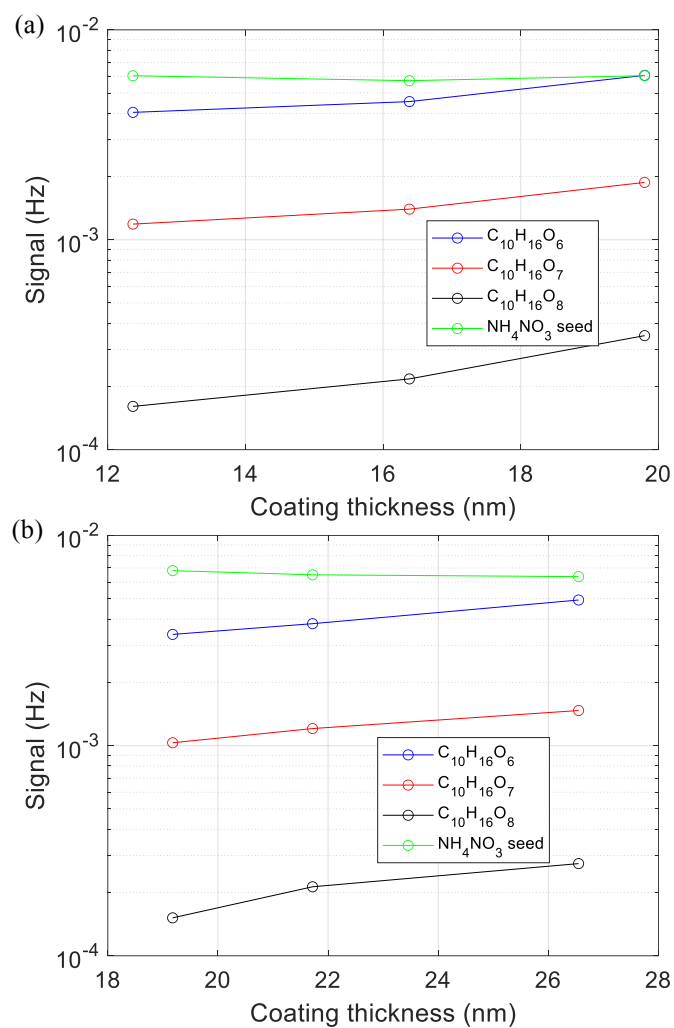 (a)
10⁻²
10⁻³
10⁻⁴
Signal (Hz)
C₁₀H₁₆O₆
C₁₀H₁₆O₇
C₁₀H₁₆O₈
NH₄NO₃ seed
12 14 16 18 20
Coating thickness (nm)
(b)
10⁻²
10⁻³
10⁻⁴
Signal (Hz)
C₁₀H₁₆O₆
C₁₀H₁₆O₇
C₁₀H₁₆O₈
NH₄NO₃ seed
18 20 22 24 26 28
Coating thickness (nm)